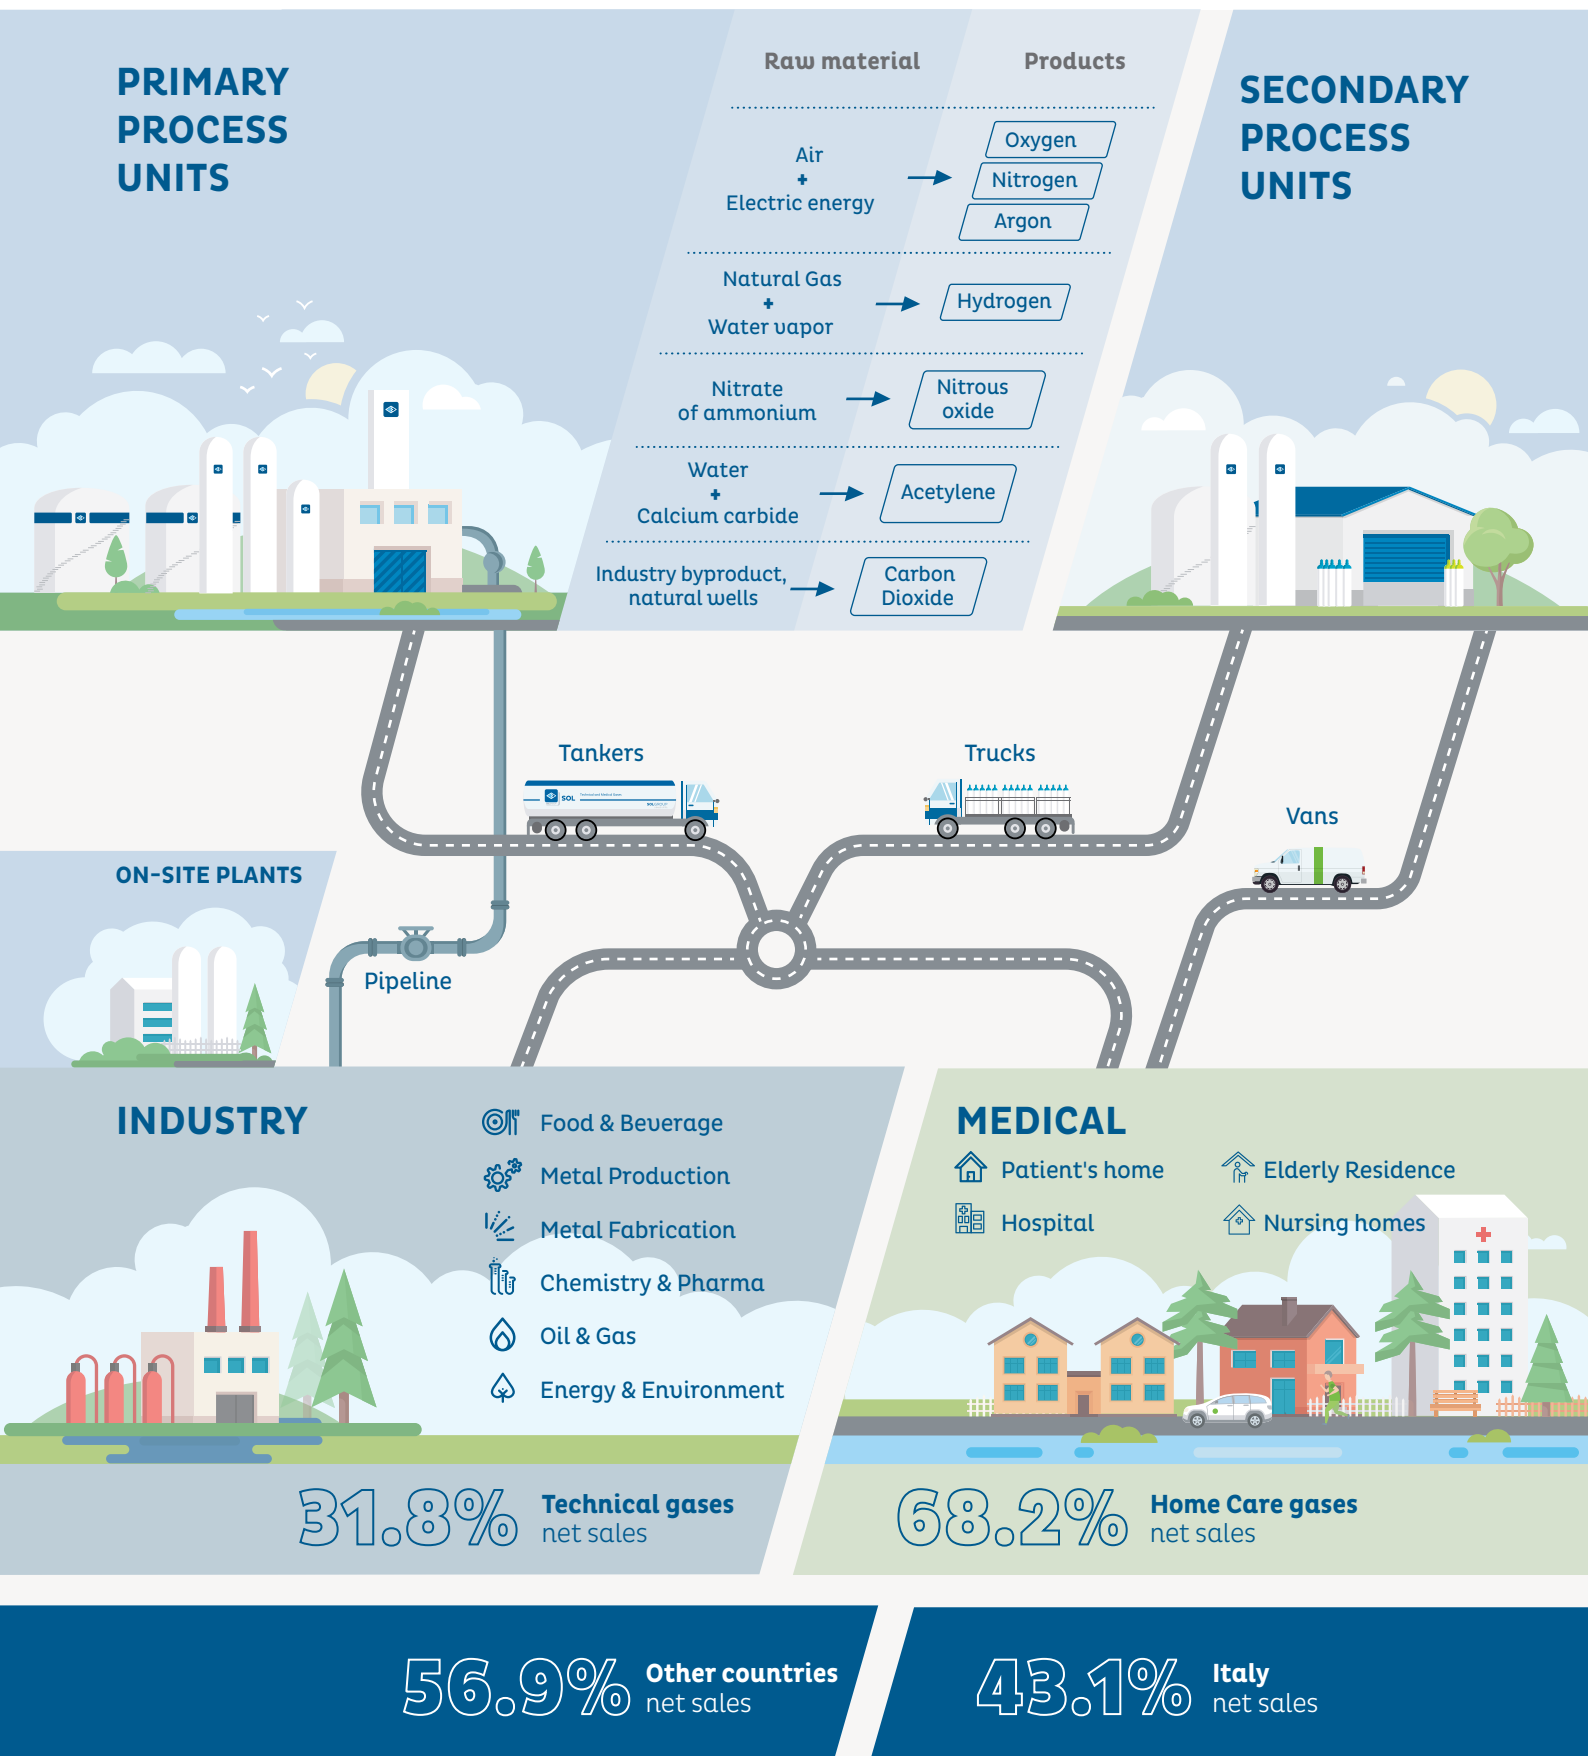 PRIMARY
PROCESS
UNITS
Raw material
Products
Air
+
Electric energy
Oxygen
Nitrogen
Argon
Natural Gas
+
Water vapor
Hydrogen
Nitrate
of ammonium
Nitrous
oxide
Water
+
Calcium carbide
Acetylene
Industry byproduct,
natural wells
Carbon
Dioxide
SECONDARY
PROCESS
UNITS
Tankers
SOL
Trucks
Vans
ON-SITE PLANTS
Pipeline
INDUSTRY
Food & Beverage
Metal Production
Metal Fabrication
Chemistry & Pharma
Oil & Gas
Energy & Environment
MEDICAL
Patient's home
Elderly Residence
Hospital
Nursing homes
31.8%
Technical gases
net sales
68.2%
Home Care gases
net sales
56.9%
Other countries
net sales
43.1%
Italy
net sales